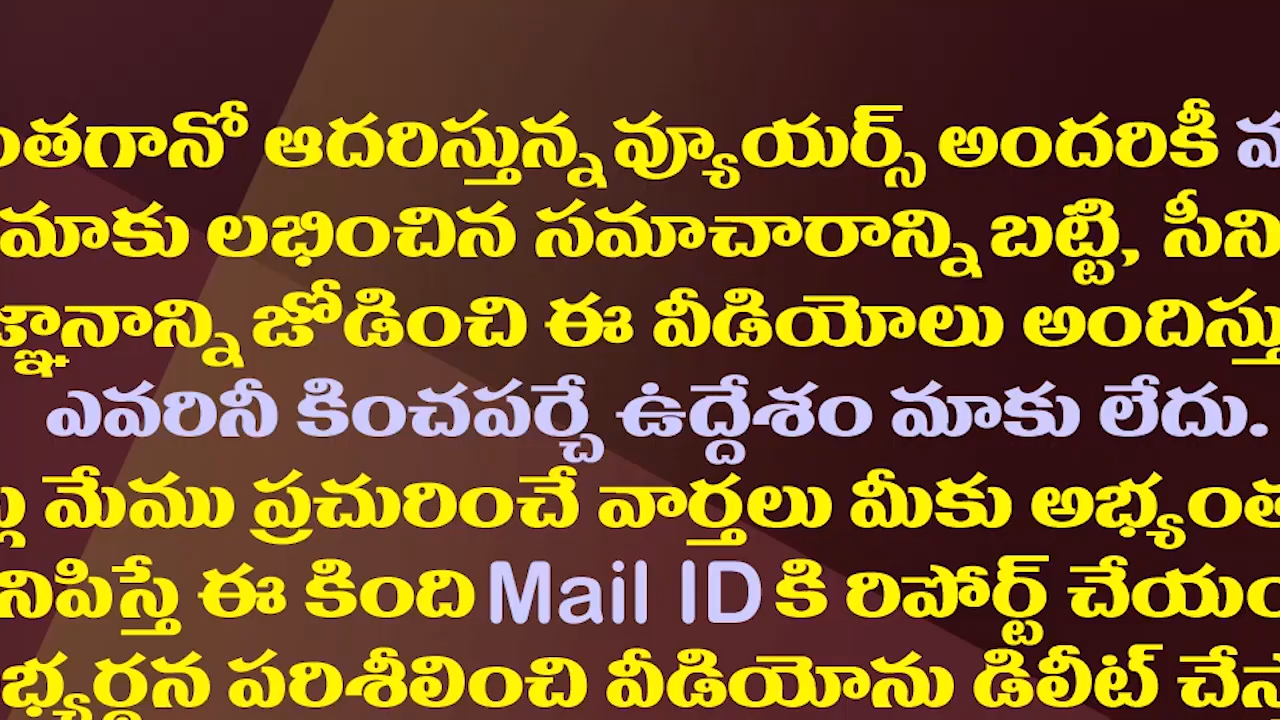 ంతగానో ఆదరిస్తున్న వ్యూయర్స్ అందరికీ
మాకు లభించిన సమాచారాన్ని బట్టి, సీని
జ్ఞానాన్ని జోడించి ఈ వీడియోలు అందిస్తు
ఎవరినీ కించపర్చే ఉద్దేశం మాకు లేదు.
మేము ప్రచురించే వార్తలు మీకు అభ్యంత
నిపిస్తే ఈ కింది Mail ID కి రిపోర్ట్ చేయం
భ్యర్థన పరిశీలించి వీడియోను డిలీట్ చేస